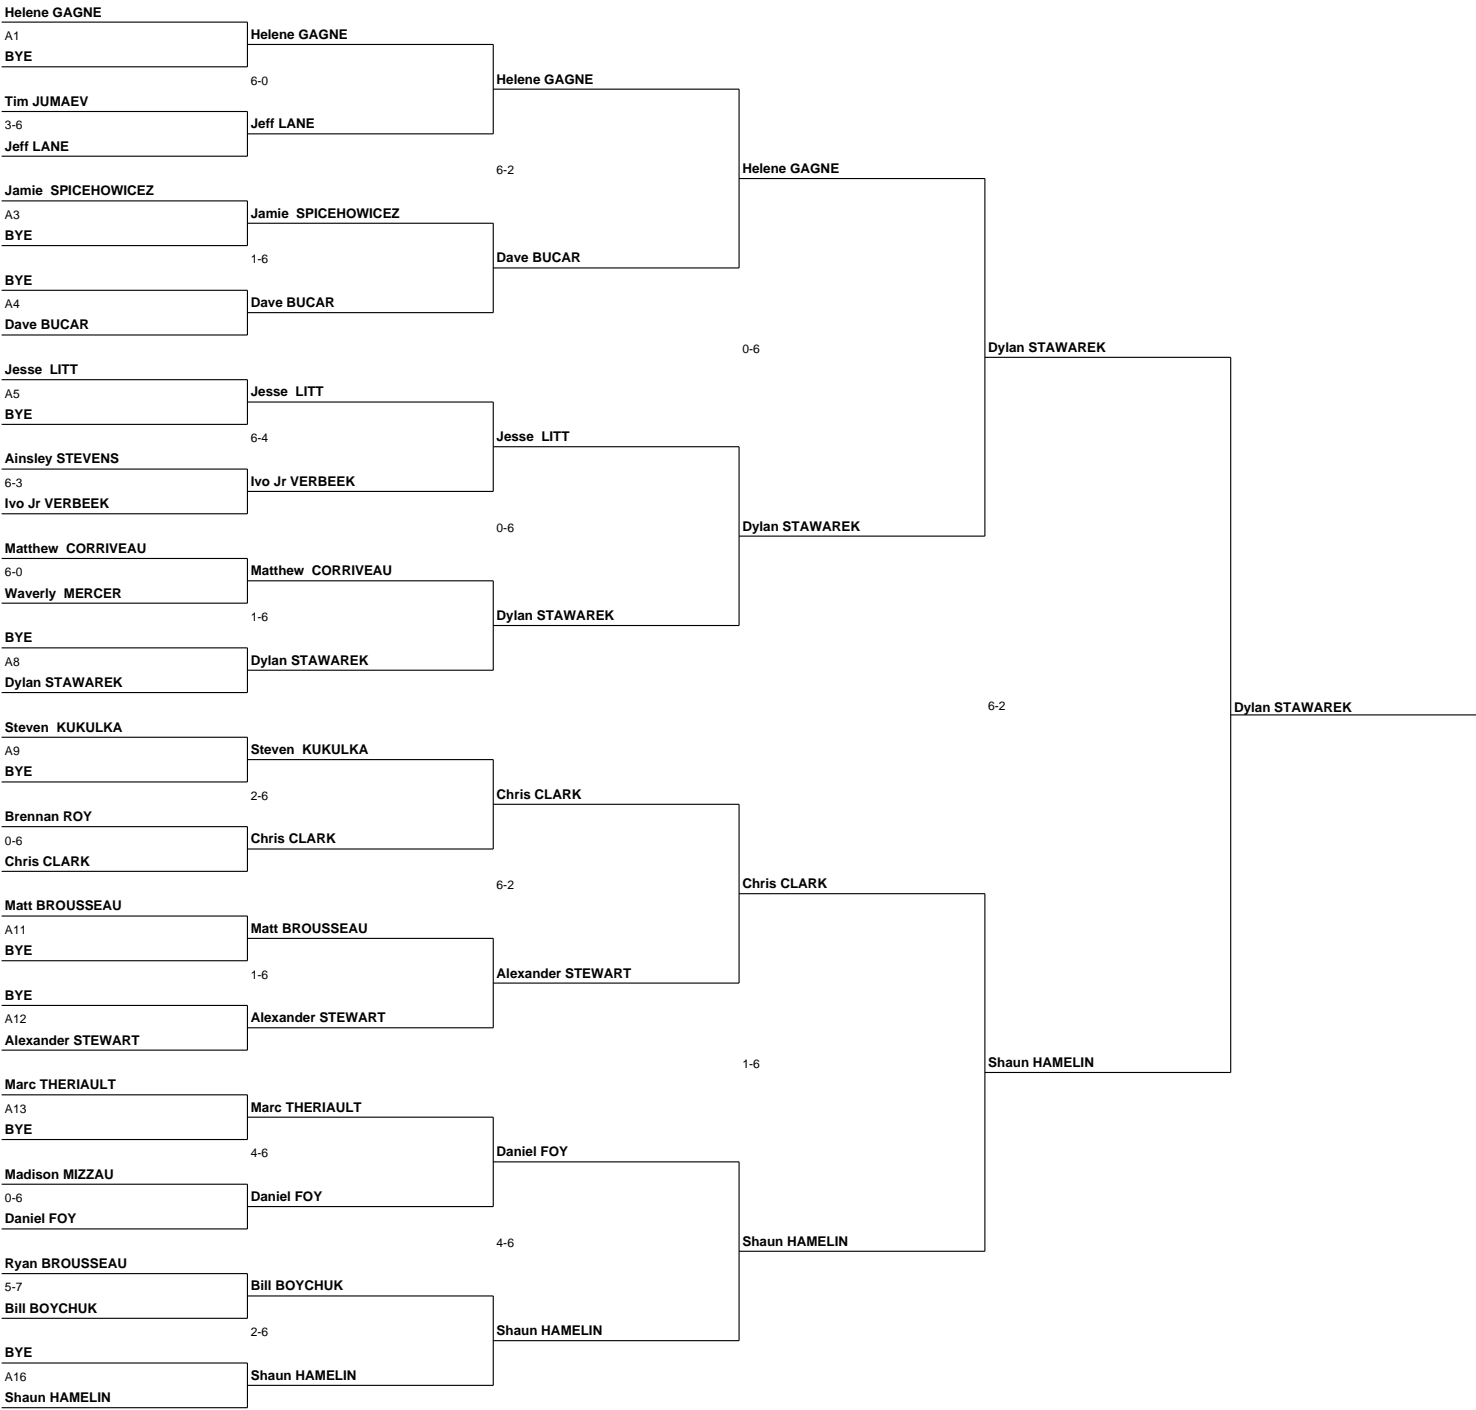 Helene GAGNE
A1
BYE
Tim JUMAEV
3-6
Jeff LANE
Jamie  SPICEHOWICEZ
A3
BYE
BYE
A4
Dave BUCAR
Jesse  LITT
A5
BYE
Ainsley STEVENS
6-3
Ivo Jr VERBEEK
Matthew  CORRIVEAU
6-0
Waverly  MERCER
BYE
A8
Dylan STAWAREK
Steven  KUKULKA
A9
BYE
Brennan ROY
0-6
Chris CLARK
Matt BROUSSEAU
A11
BYE
BYE
A12
Alexander STEWART
Marc THERIAULT
A13
BYE
Madison MIZZAU
0-6
Daniel FOY
Ryan BROUSSEAU
5-7
Bill BOYCHUK
BYE
A16
Shaun HAMELIN
Helene GAGNE
6-0
Jeff LANE
Jamie  SPICEHOWICEZ
1-6
Dave BUCAR
Jesse  LITT
6-4
Ivo Jr VERBEEK
Matthew  CORRIVEAU
1-6
Dylan STAWAREK
Steven  KUKULKA
2-6
Chris CLARK
Matt BROUSSEAU
1-6
Alexander STEWART
Marc THERIAULT
4-6
Daniel FOY
Bill BOYCHUK
2-6
Shaun HAMELIN
Helene GAGNE
6-2
Dave BUCAR
Jesse  LITT
0-6
Dylan STAWAREK
Chris CLARK
6-2
Alexander STEWART
Daniel FOY
4-6
Shaun HAMELIN
Helene GAGNE
0-6
Dylan STAWAREK
Chris CLARK
1-6
Shaun HAMELIN
Dylan STAWAREK
6-2
Shaun HAMELIN
Dylan STAWAREK